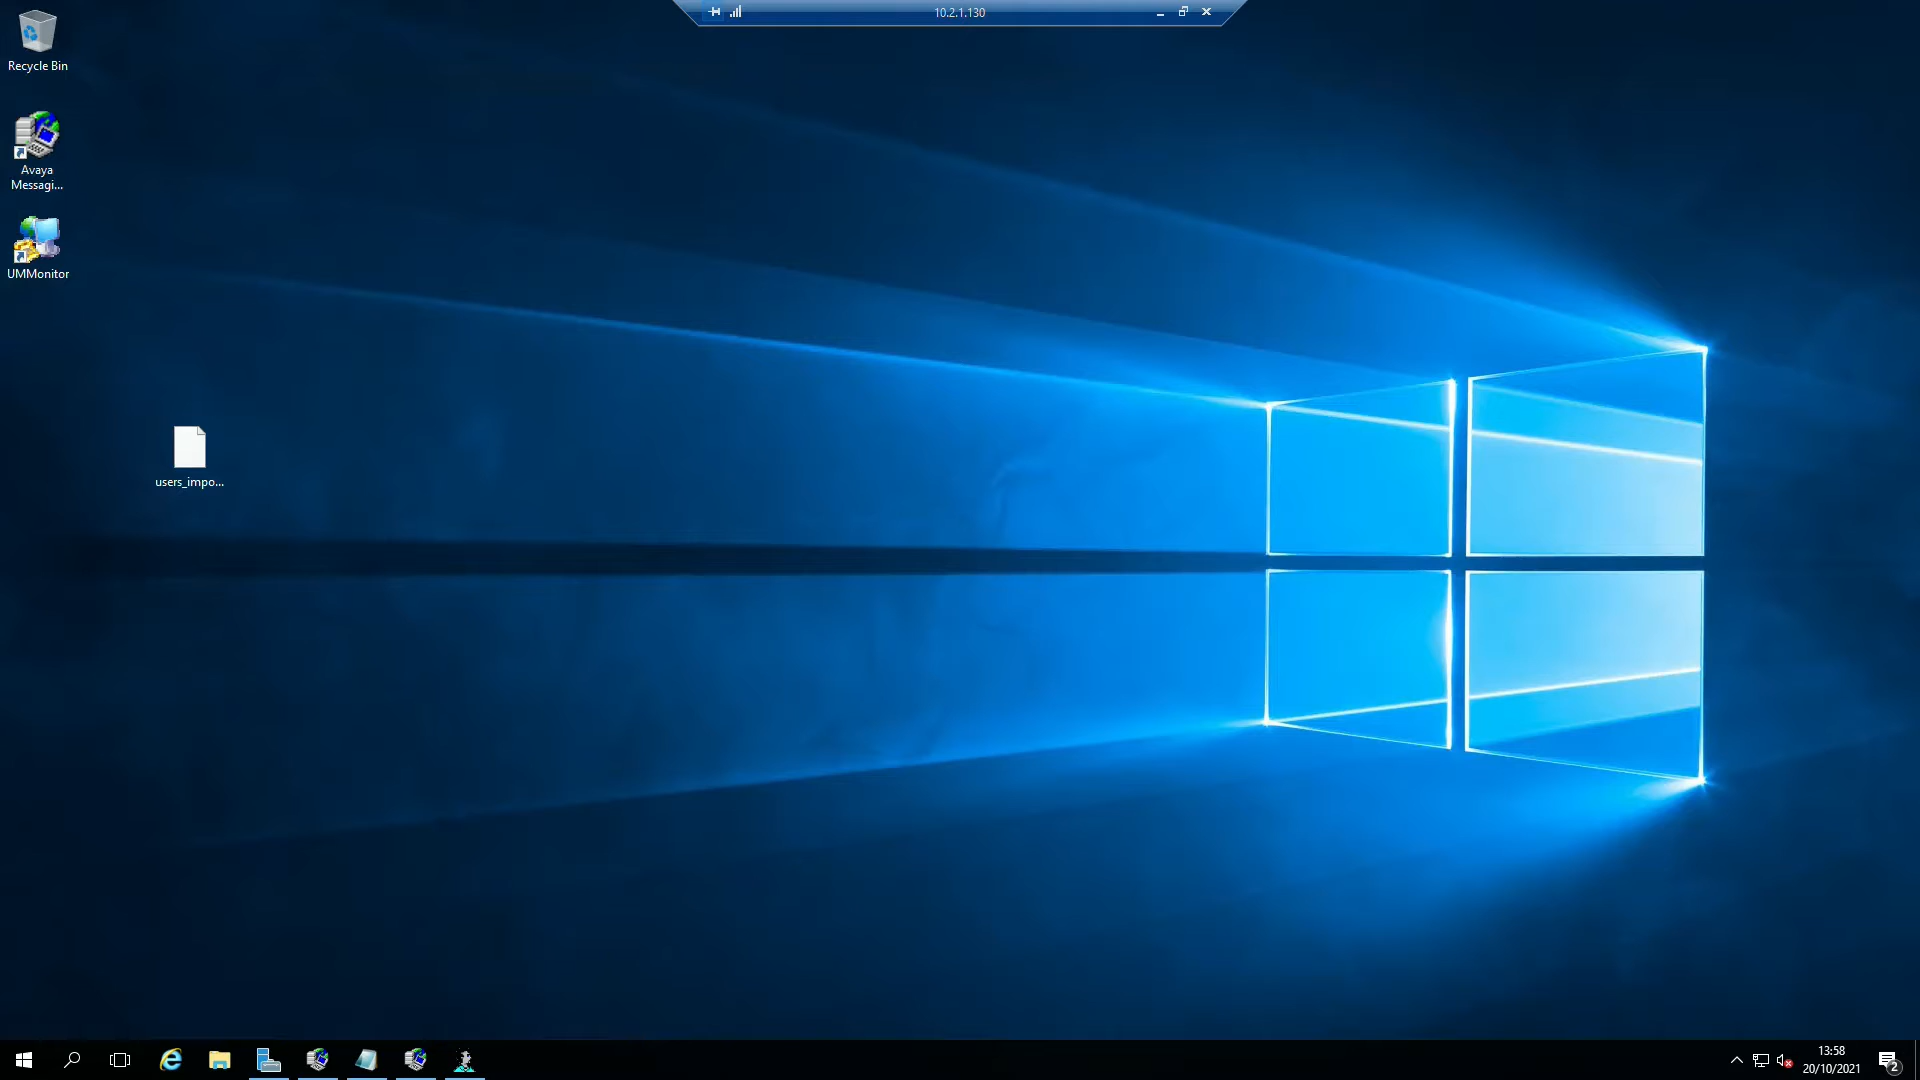 10.2.1.130
Recycle Bin
Avaya
Messagi...
UMMonitor
users_impo...
13:58
20/10/2021
2